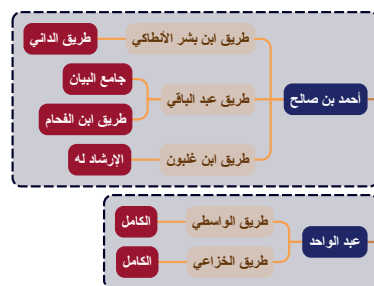 أحمد بن صالح
طريق ابن بشر الأنطاكي
طريق الداني
طريق عبد الباقي
جامع البيان
طريق ابن الفحام
طريق ابن غلبون
الإرشاد له
عبد الواحد
طريق الواسطي
الكامل
طريق الخزاعي
الكامل